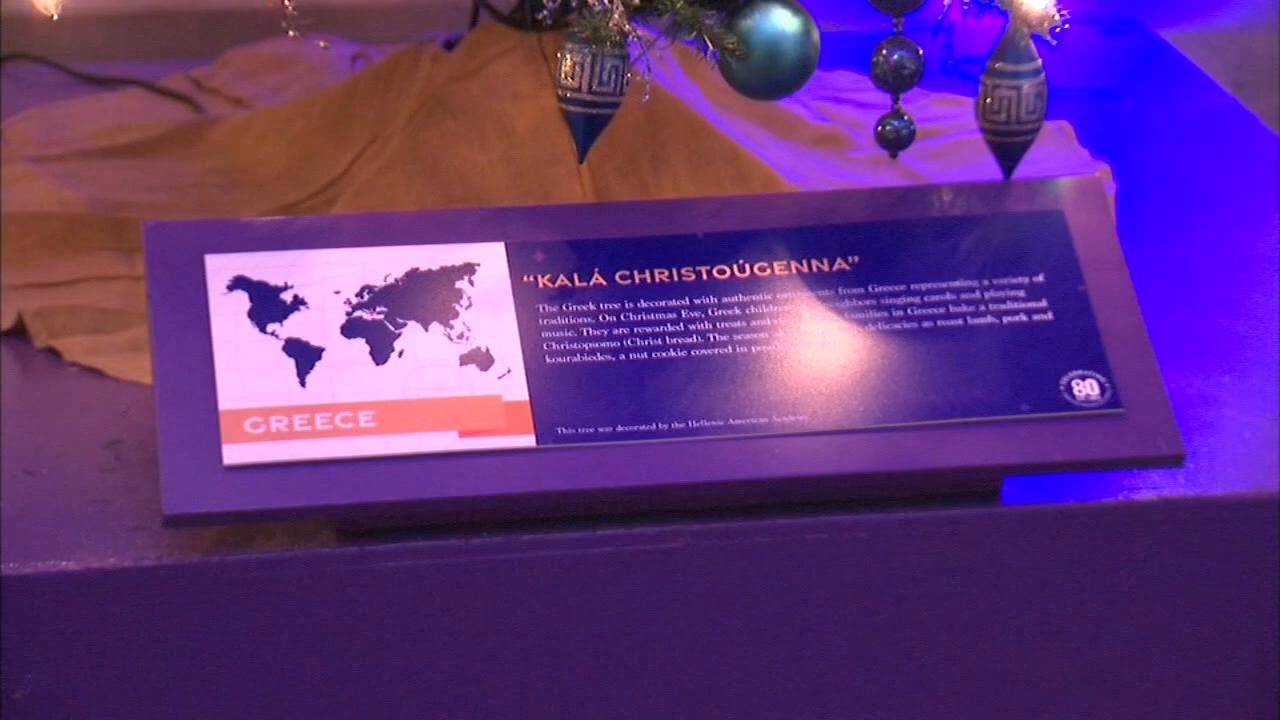 "KALÁ CHRISTOÚGENNA"
The Greek tree is decorated with authentic from Greece representing a variety of
traditions. On Christmas Eve, Greek singing carols and playing
music. They are rewarded with treats and families in Greece bake a traditional
Christopsomo (Christ bread). The season delicacies as roast lamb, pork and
kourabiedes, a nut cookie covered in
This tree was decorated by the Hellenic American Academy
GREECE
80